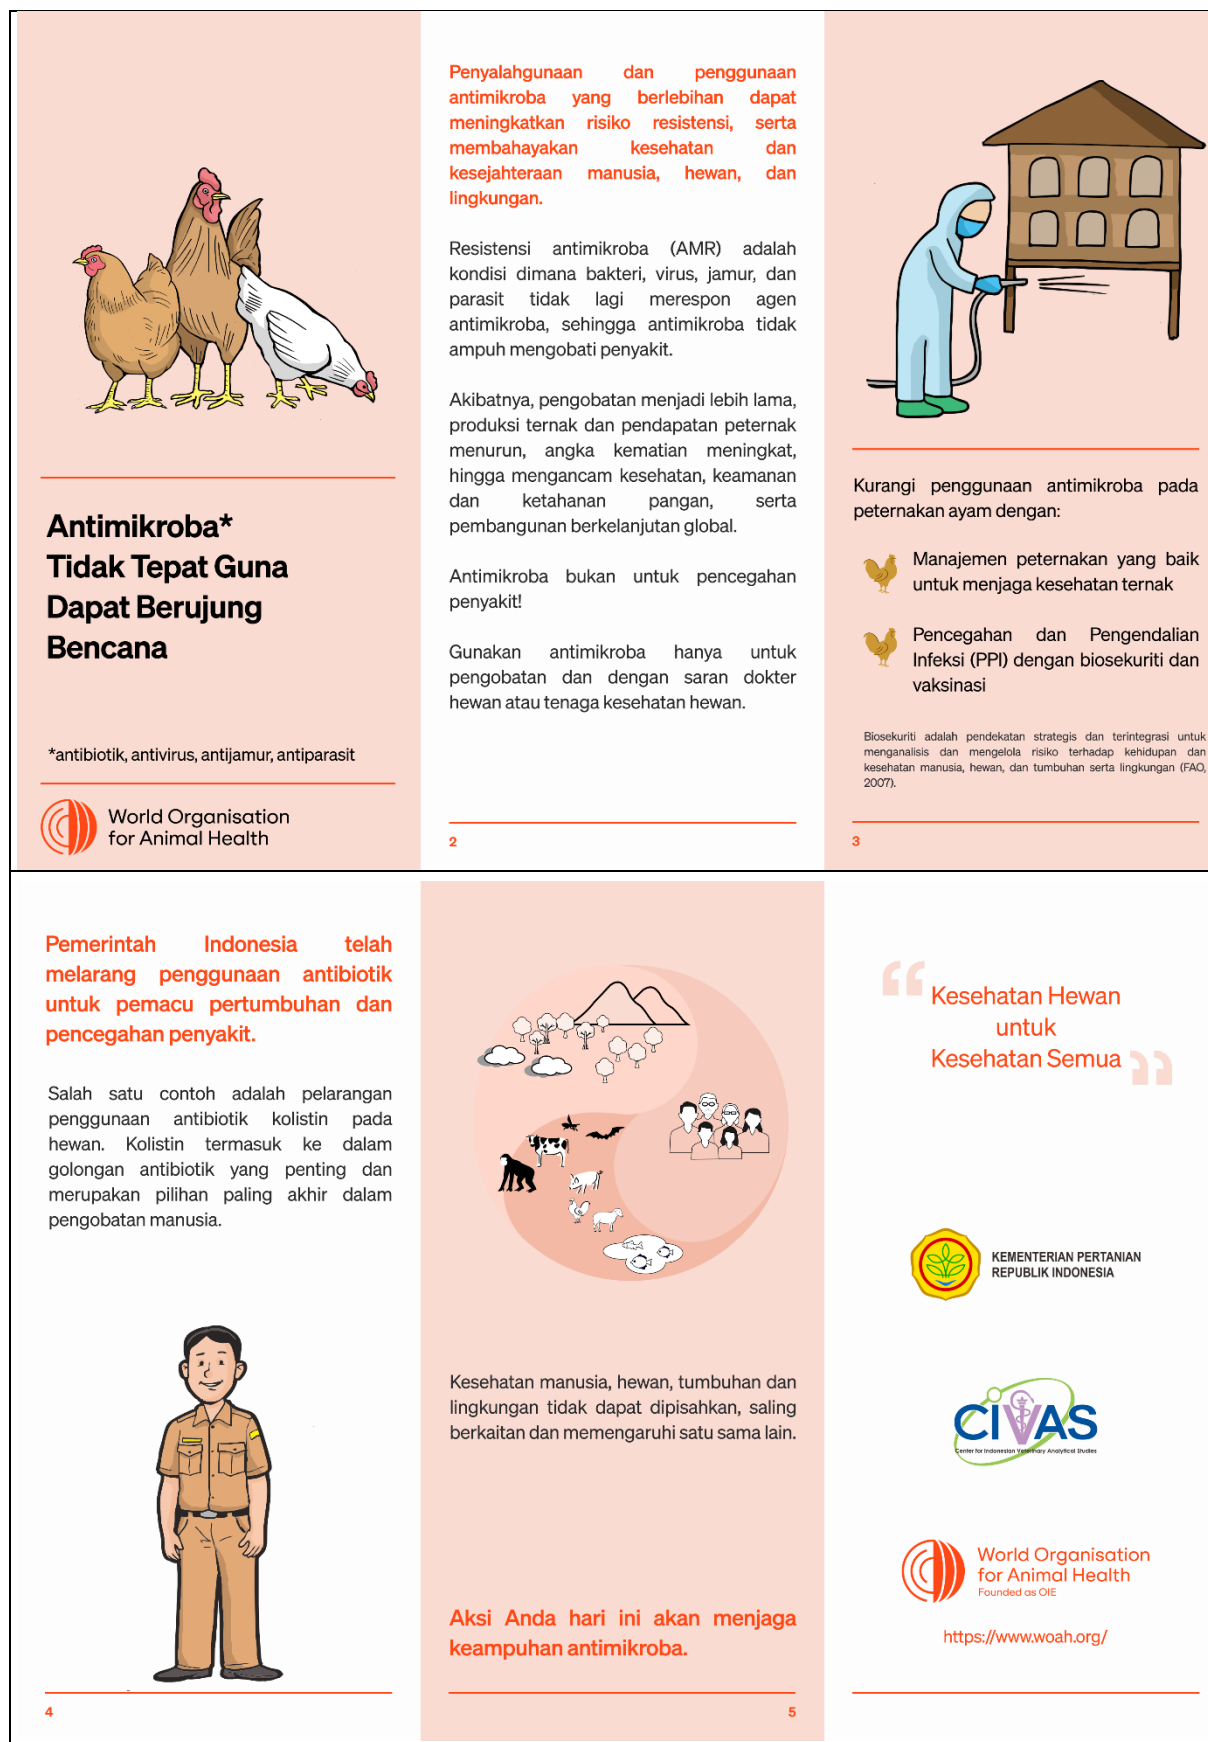 Antimikroba*
Tidak Tepat Guna
Dapat Berujung
Bencana
*antibiotik, antivirus, antijamur, antiparasit
World Organisation
for Animal Health
Penyalahgunaan dan penggunaan
antimikroba yang berlebihan dapat
meningkatkan risiko resistensi, serta
membahayakan kesehatan dan
kesejahteraan manusia, hewan, dan
lingkungan.
Resistensi antimikroba (AMR) adalah
kondisi dimana bakteri, virus, jamur, dan
parasit tidak lagi merespon agen
antimikroba, sehingga antimikroba tidak
ampuh mengobati penyakit.
Akibatnya, pengobatan menjadi lebih lama,
produksi ternak dan pendapatan peternak
menurun, angka kematian meningkat,
hingga mengancam kesehatan, keamanan
dan ketahanan pangan, serta
pembangunan berkelanjutan global.
Antimikroba bukan untuk pencegahan
penyakit!
Gunakan antimikroba hanya untuk
pengobatan dan dengan saran dokter
hewan atau tenaga kesehatan hewan.
2
Kurangi penggunaan antimikroba pada
peternakan ayam dengan:
Manajemen peternakan yang baik
untuk menjaga kesehatan ternak
Pencegahan dan Pengendalian
Infeksi (PPI) dengan biosekuriti dan
vaksinasi
Biosekuriti adalah pendekatan strategis dan terintegrasi untuk
menganalisis dan mengelola risiko terhadap kehidupan dan
kesehatan manusia, hewan, dan tumbuhan serta lingkungan (FAO,
2007).
3
Pemerintah Indonesia telah
melarang penggunaan antibiotik
untuk pemacu pertumbuhan dan
pencegahan penyakit.
Salah satu contoh adalah pelarangan
penggunaan antibiotik kolistin pada
hewan. Kolistin termasuk ke dalam
golongan antibiotik yang penting dan
merupakan pilihan paling akhir dalam
pengobatan manusia.
4
Kesehatan manusia, hewan, tumbuhan dan
lingkungan tidak dapat dipisahkan, saling
berkaitan dan memengaruhi satu sama lain.
Aksi Anda hari ini akan menjaga
keampuhan antimikroba.
5
“Kesehatan Hewan
untuk
Kesehatan Semua”
KEMENTERIAN PERTANIAN
REPUBLIK INDONESIA
CIVAS
Center for Indonesian Veterinary Analytical Studies
World Organisation
for Animal Health
Founded as OIE
https://www.woah.org/